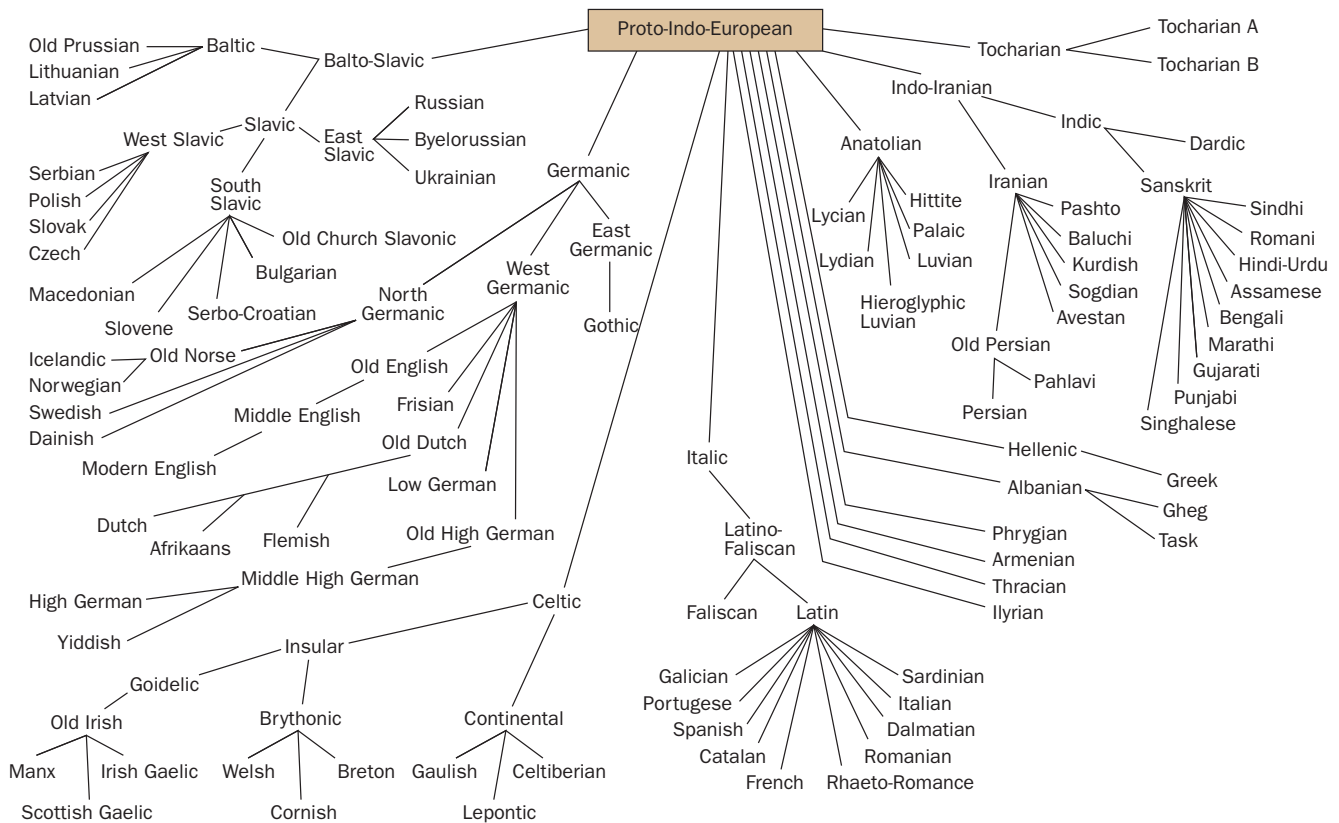 Proto-Indo-European
Balto-Slavic
Baltic
Old Prussian
Lithuanian
Latvian
Slavic
West Slavic
Serbian
Polish
Slovak
Czech
East
Slavic
Russian
Byelorussian
Ukrainian
South
Slavic
Old Church Slavonic
Bulgarian
Serbo-Croatian
Slovene
Macedonian
Germanic
North
Germanic
Old Norse
Icelandic
Norwegian
Swedish
Dainish
West
Germanic
Old English
Middle English
Modern English
Frisian
Old Dutch
Dutch
Afrikaans
Flemish
Low German
Old High German
Middle High German
High German
Yiddish
East
Germanic
Gothic
Celtic
Insular
Goidelic
Old Irish
Manx
Scottish Gaelic
Irish Gaelic
Brythonic
Welsh
Cornish
Breton
Continental
Gaulish
Lepontic
Celtiberian
Italic
Latino-
Faliscan
Faliscan
Latin
Galician
Portugese
Spanish
Catalan
French
Rhaeto-Romance
Romanian
Dalmatian
Italian
Sardinian
Hellenic
Greek
Albanian
Gheg
Task
Phrygian
Armenian
Thracian
Ilyrian
Anatolian
Lycian
Lydian
Hieroglyphic
Luvian
Luvian
Palaic
Hittite
Indo-Iranian
Iranian
Pashto
Baluchi
Kurdish
Sogdian
Avestan
Old Persian
Pahlavi
Persian
Indic
Dardic
Sanskrit
Sindhi
Romani
Hindi-Urdu
Assamese
Bengali
Marathi
Gujarati
Punjabi
Singhalese
Tocharian
Tocharian A
Tocharian B